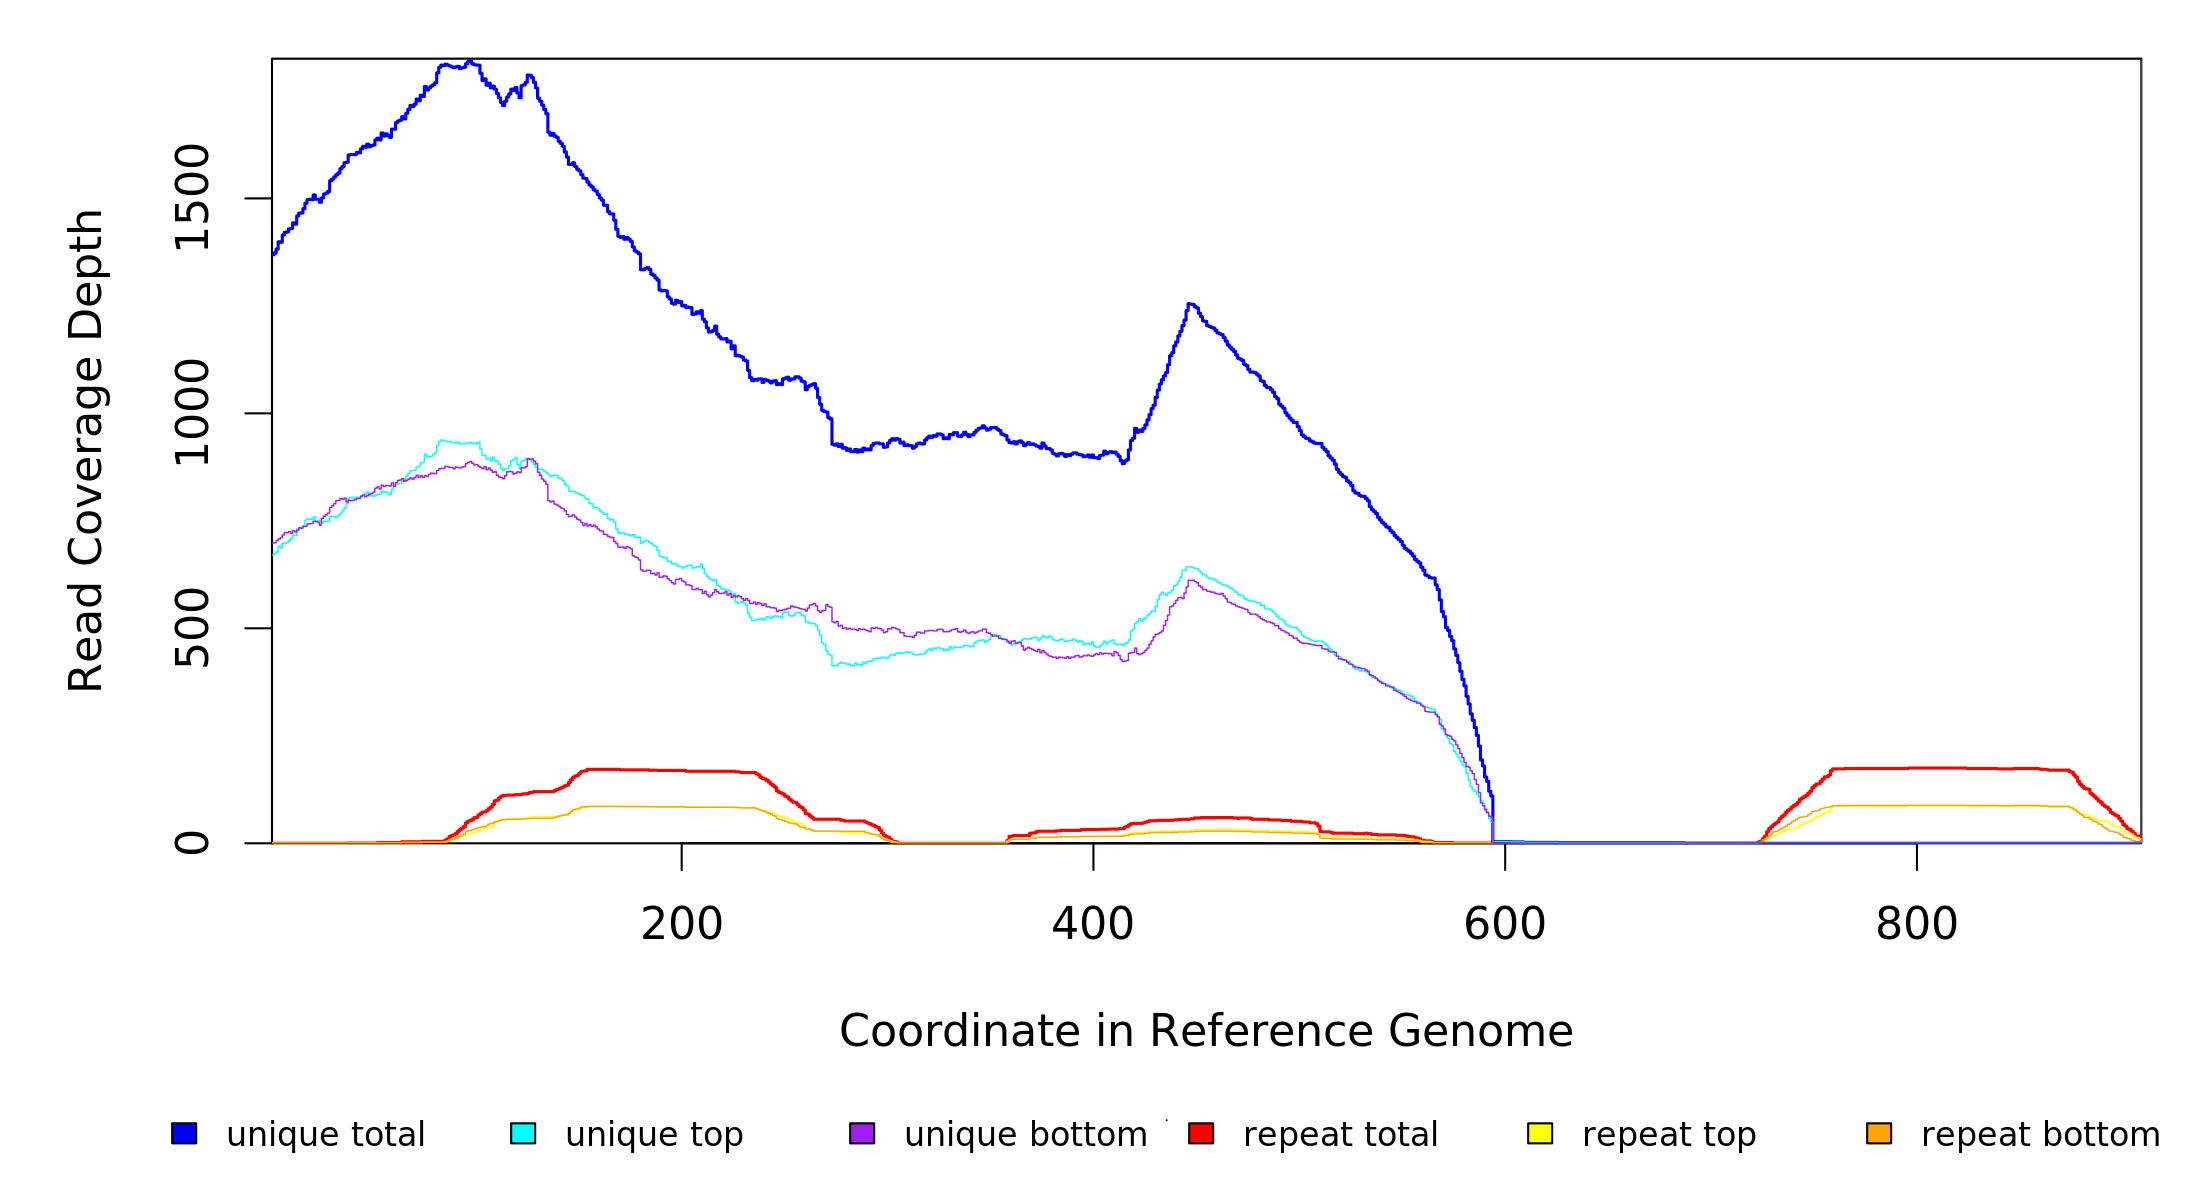 Read Coverage Depth
1500
1000
500
0
200 400 600 800
Coordinate in Reference Genome
unique total unique top unique bottom repeat total repeat top repeat bottom